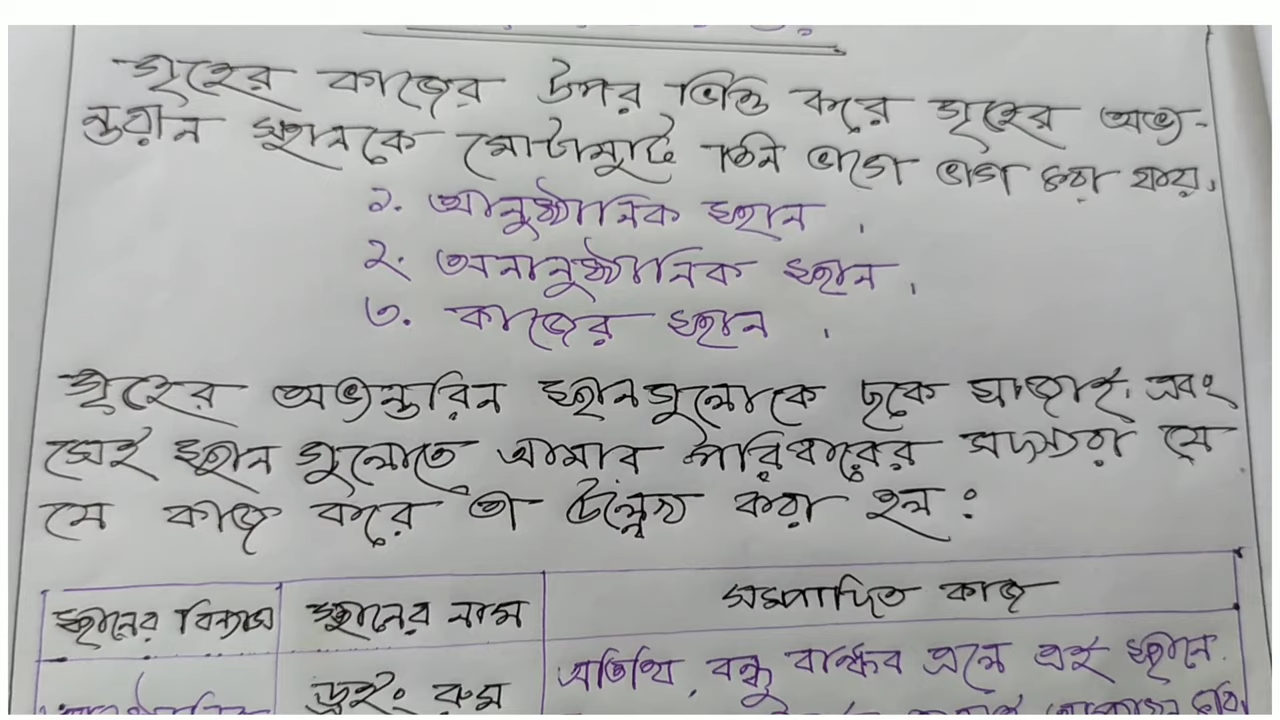 গৃহের কাজের উপর ভিত্তি করে গৃহের অভ্য-
ন্তরীন স্থানকে মোটামুটি তিন ভাগে ভাগ করা যায়।
১. আনুষ্ঠানিক স্থান।
২. অনানুষ্ঠানিক স্থান।
৩. কাজের স্থান।
গৃহের অভ্যন্তরিন স্থানগুলোকে ছকে সাজাই। এবং
সেই স্থান গুলোতে আমার পরিবারের সদস্যরা যে
যে কাজ করে তা উল্লেখ করা হল:
স্থানের বিন্যাস স্থানের নাম সম্পাদিত কাজ
ড্রইং রুম অতিথি, বন্ধু বান্ধব এলে এই স্থানে